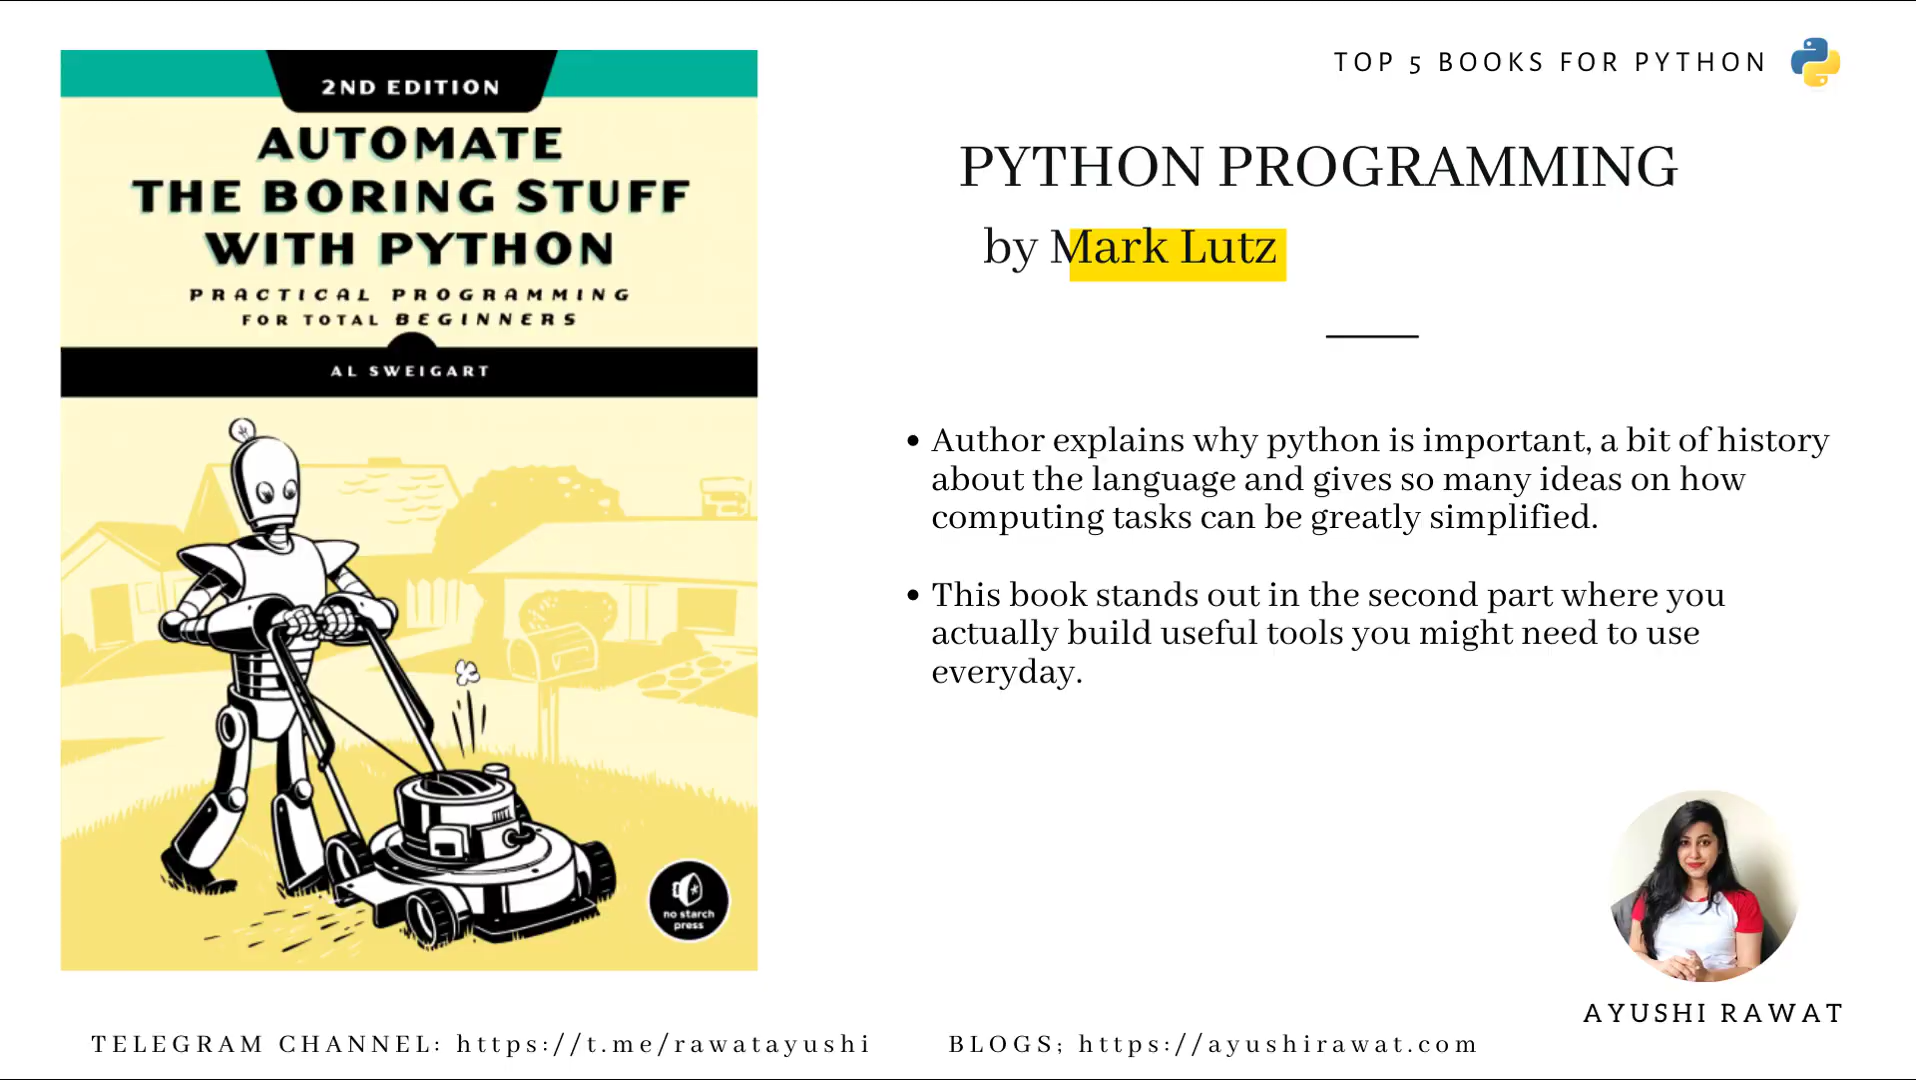 2ND EDITION
AUTOMATE
THE BORING STUFF
WITH PYTHON
PRACTICAL PROGRAMMING
FOR TOTAL BEGINNERS
AL SWEIGART
no starch
press
TOP 5 BOOKS FOR PYTHON
PYTHON PROGRAMMING
by Mark Lutz
• Author explains why python is important, a bit of history
about the language and gives so many ideas on how
computing tasks can be greatly simplified.
• This book stands out in the second part where you
actually build useful tools you might need to use
everyday.
AYUSHI RAWAT
TELEGRAM CHANNEL: https://t.me/rawatayushi
BLOGS; https://ayushirawat.com